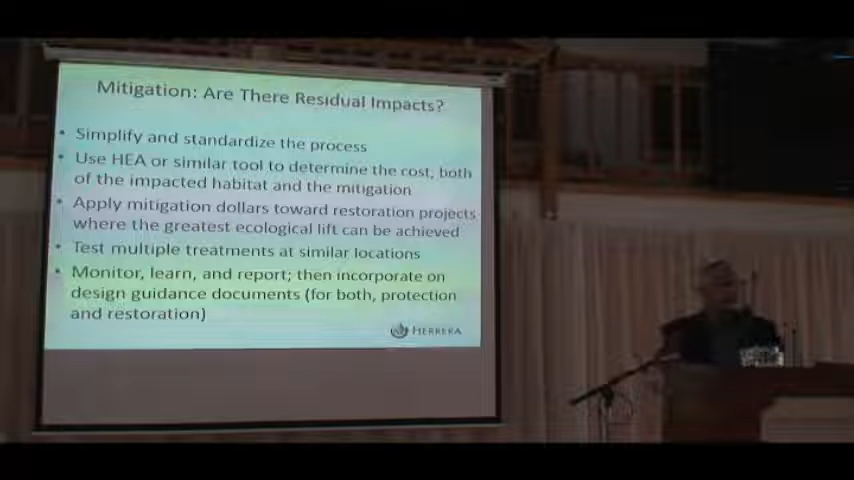 Mitigation: Are There Residual Impacts?
• Simplify and standardize the process
• Use HEA or similar tool to determine the cost, both
of the impacted habitat and the mitigation
• Apply mitigation dollars toward restoration projects
where the greatest ecological lift can be achieved
• Test multiple treatments at similar locations
• Monitor, learn, and report; then incorporate on
design guidance documents (for both, protection
and restoration)
HERRERA